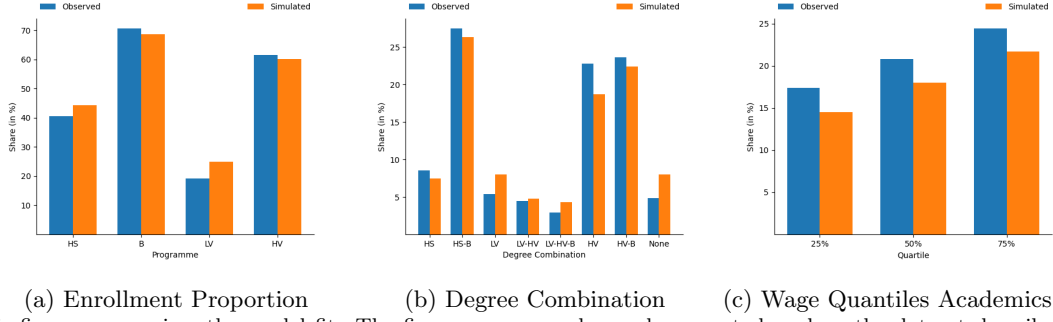 Observed
Simulated
Observed
Simulated
Observed
Simulated
Share (in %)
70
60
50
40
30
20
10
HS
B
LV
HV
Programme
Share (in %)
25
20
15
10
5
HS
HS-B
LV
LV-HV
LV-HV-B
HV
HV-B
None
Degree Combination
Share (in %)
25
20
15
10
5
25%
50%
75%
Quartile
(a) Enrollment Proportion
(b) Degree Combination
(c) Wage Quantiles Academics